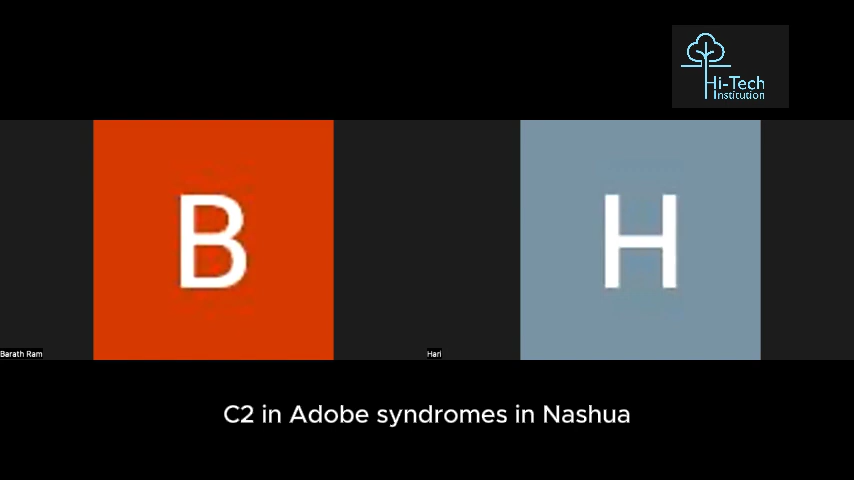 Hi-Tech
Institution
B
H
Barath Ram
Hari
C2 in Adobe syndromes in Nashua